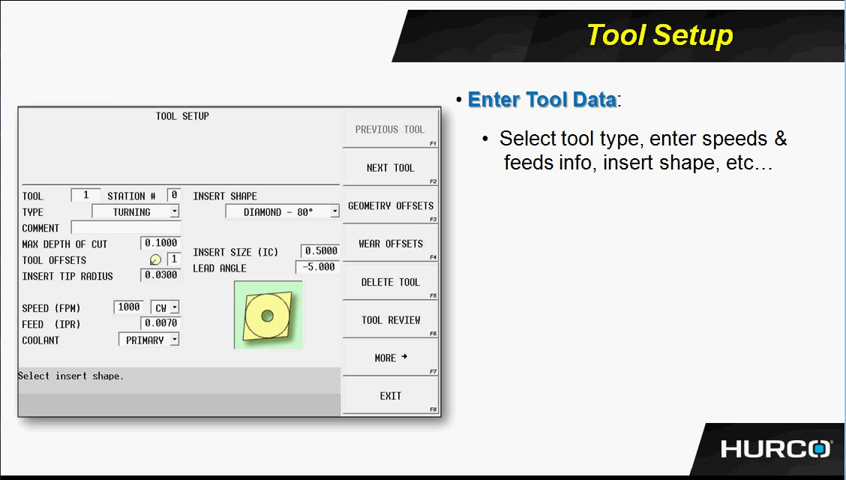 Tool Setup
• Enter Tool Data:
• Select tool type, enter speeds &
feeds info, insert shape, etc…
TOOL SETUP
TOOL 1 STATION # 0 INSERT SHAPE
TYPE TURNING DIAMOND - 80°
COMMENT
MAX DEPTH OF CUT 0.1000
TOOL OFFSETS 1 INSERT SIZE (IC) 0.5000
INSERT TIP RADIUS 0.0300 LEAD ANGLE -5.000
SPEED (FPM) 1000 CW
FEED (IPR) 0.0070
COOLANT PRIMARY
Select insert shape.
PREVIOUS TOOL F1
NEXT TOOL F2
GEOMETRY OFFSETS F3
WEAR OFFSETS F4
DELETE TOOL F5
TOOL REVIEW F6
MORE → F7
EXIT F8
HURCO